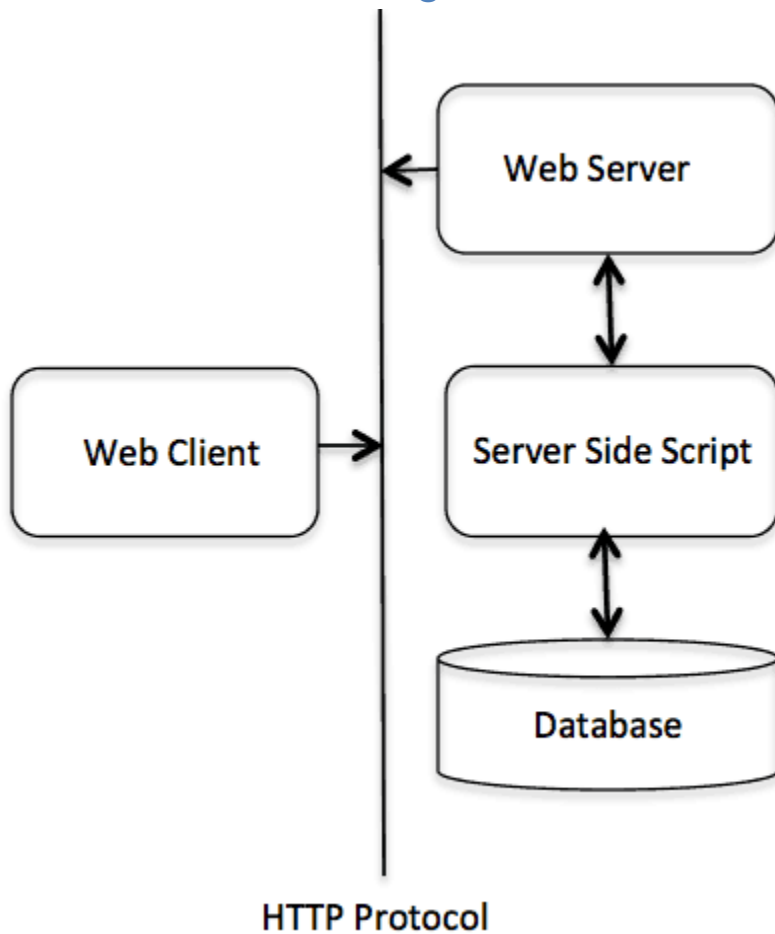 Web Server
Web Client
Server Side Script
Database
HTTP Protocol